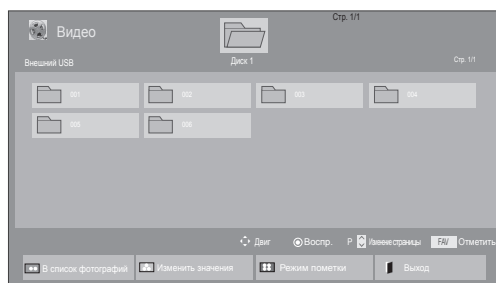 Стр. 1/1
Видео
Внешний USB
Диск 1
Стр. 1/1
001 002 003 004
005 006
Двиг Воспр. P Имение страницы FAV Отметить
В список фотографий Изменить значения Режим пометки Выход